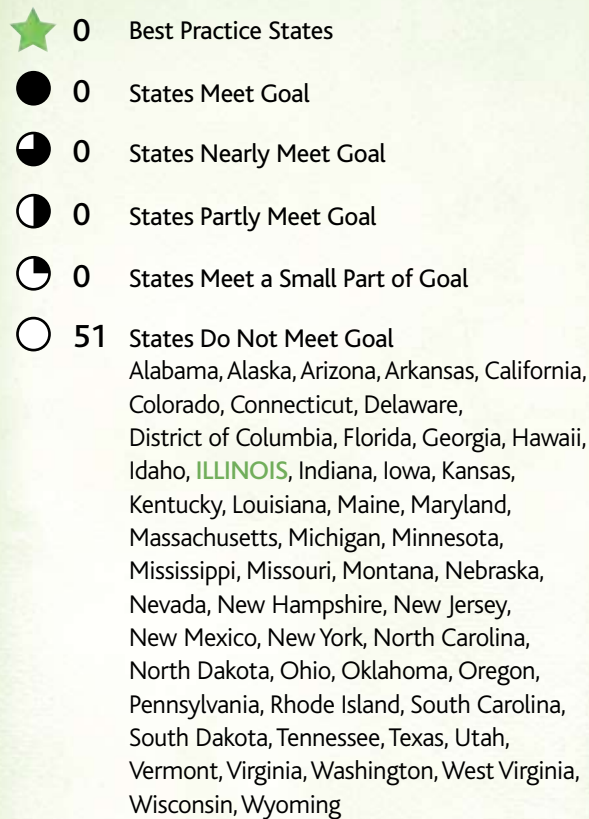 0 Best Practice States
0 States Meet Goal
0 States Nearly Meet Goal
0 States Partly Meet Goal
0 States Meet a Small Part of Goal
51 States Do Not Meet Goal
Alabama, Alaska, Arizona, Arkansas, California,
Colorado, Connecticut, Delaware,
District of Columbia, Florida, Georgia, Hawaii,
Idaho, ILLINOIS, Indiana, Iowa, Kansas,
Kentucky, Louisiana, Maine, Maryland,
Massachusetts, Michigan, Minnesota,
Mississippi, Missouri, Montana, Nebraska,
Nevada, New Hampshire, New Jersey,
New Mexico, New York, North Carolina,
North Dakota, Ohio, Oklahoma, Oregon,
Pennsylvania, Rhode Island, South Carolina,
South Dakota, Tennessee, Texas, Utah,
Vermont, Virginia, Washington, West Virginia,
Wisconsin, Wyoming